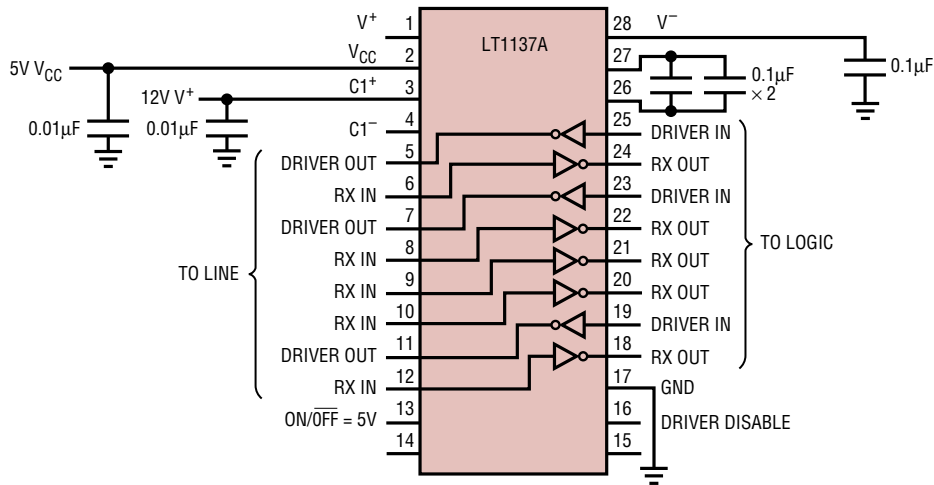 LT1137A
V+ 1
VCC 2
5V VCC
C1+ 3
12V V+
0.01µF
0.01µF
C1− 4
DRIVER OUT 5
RX IN 6
DRIVER OUT 7
RX IN 8
RX IN 9
RX IN 10
DRIVER OUT 11
RX IN 12
ON/OFF = 5V 13
14
TO LINE
28 V−
0.1µF
27
0.1µF
× 2
26
25 DRIVER IN
24 RX OUT
23 DRIVER IN
22 RX OUT
21 RX OUT
20 RX OUT
19 DRIVER IN
18 RX OUT
17 GND
16 DRIVER DISABLE
15
TO LOGIC